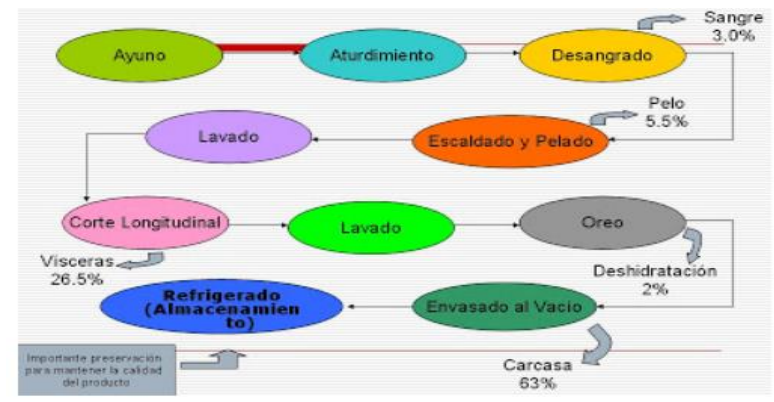 Sangre
3.0%
Ayuno
Aturdimiento
Desangrado
Pelo
5.5%
Lavado
Escaldado y Pelado
Corte Longitudinal
Lavado
Oreo
Visceras
26.5%
Deshidratación
2%
Refrigerado
(Almacenamien
to)
Envasado al Vacio
Importante preservación
para mantener la calidad
del producto
Carcasa
63%